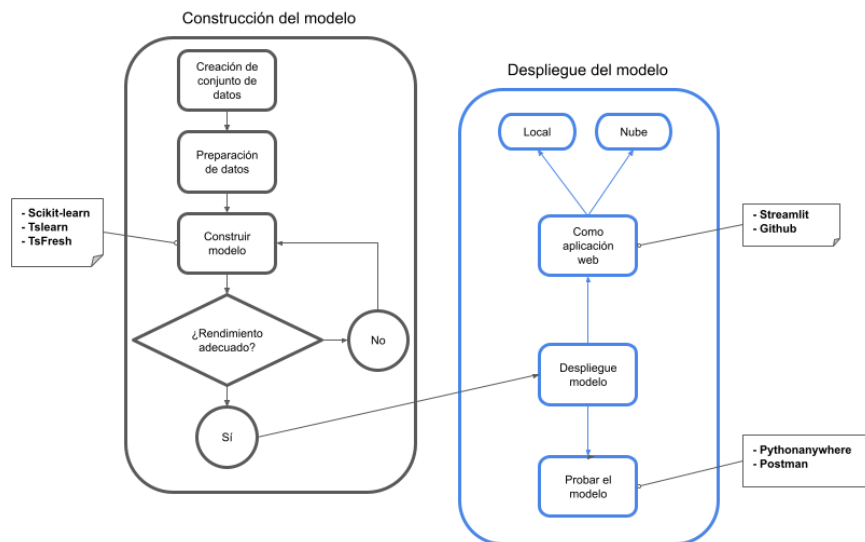 Construcción del modelo
Creación de
conjunto de
datos
Preparación
de datos
- Scikit-learn
- Tslearn
- TsFresh
Construir
modelo
¿Rendimiento
adecuado?
No
Sí
Despliegue del modelo
Local
Nube
Como
aplicación
web
- Streamlit
- Github
Despliegue
modelo
Probar el
modelo
- Pythonanywhere
- Postman